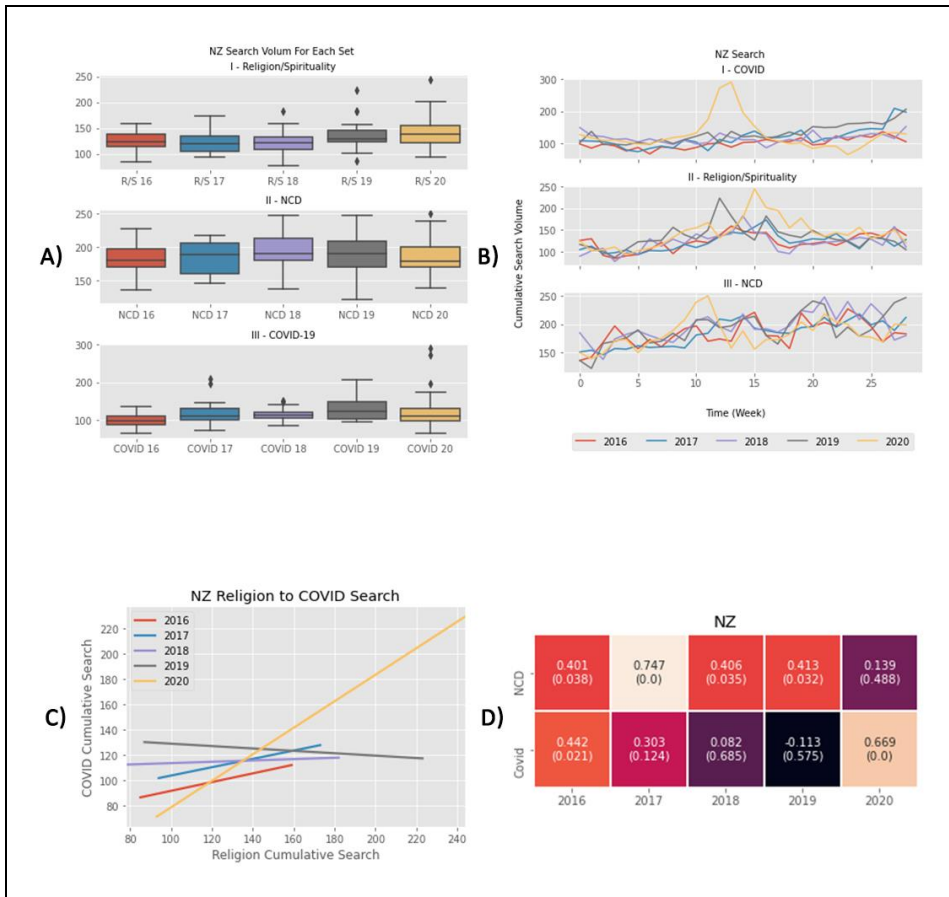 NZ Search Volum For Each Set
I - Religion/Spirituality
250
200
150
100
R/S 16 R/S 17 R/S 18 R/S 19 R/S 20
II - NCD
A)
250
200
150
NCD 16 NCD 17 NCD 18 NCD 19 NCD 20
III - COVID-19
300
200
100
COVID 16 COVID 17 COVID 18 COVID 19 COVID 20
NZ Search
I - COVID
300
200
100
II - Religion/Spirituality
B)
Cumulative Search Volume
250
200
150
100
III - NCD
250
200
150
0 5 10 15 20 25
Time (Week)
2016 2017 2018 2019 2020
NZ Religion to COVID Search
C)
COVID Cumulative Search
2016
2017
2018
2019
2020
220
200
180
160
140
120
100
80
80 100 120 140 160 180 200 220 240
Religion Cumulative Search
NZ
D)
NCD
0.401 0.747 0.406 0.413 0.139
(0.038) (0.0) (0.035) (0.032) (0.488)
Covid
0.442 0.303 0.082 -0.113 0.669
(0.021) (0.124) (0.685) (0.575) (0.0)
2016 2017 2018 2019 2020